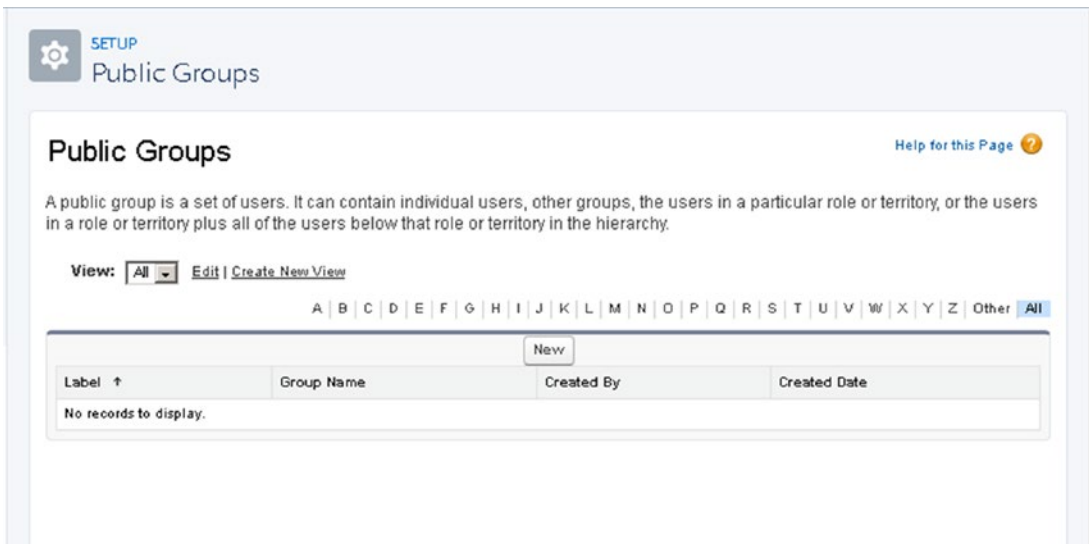 SETUP
Public Groups
Public Groups
Help for this Page ?
A public group is a set of users. It can contain individual users, other groups, the users in a particular role or territory, or the users
in a role or territory plus all of the users below that role or territory in the hierarchy.
View: All Edit | Create New View
A | B | C | D | E | F | G | H | I | J | K | L | M | N | O | P | Q | R | S | T | U | V | W | X | Y | Z | Other | All
New
Label ↑ Group Name Created By Created Date
No records to display.